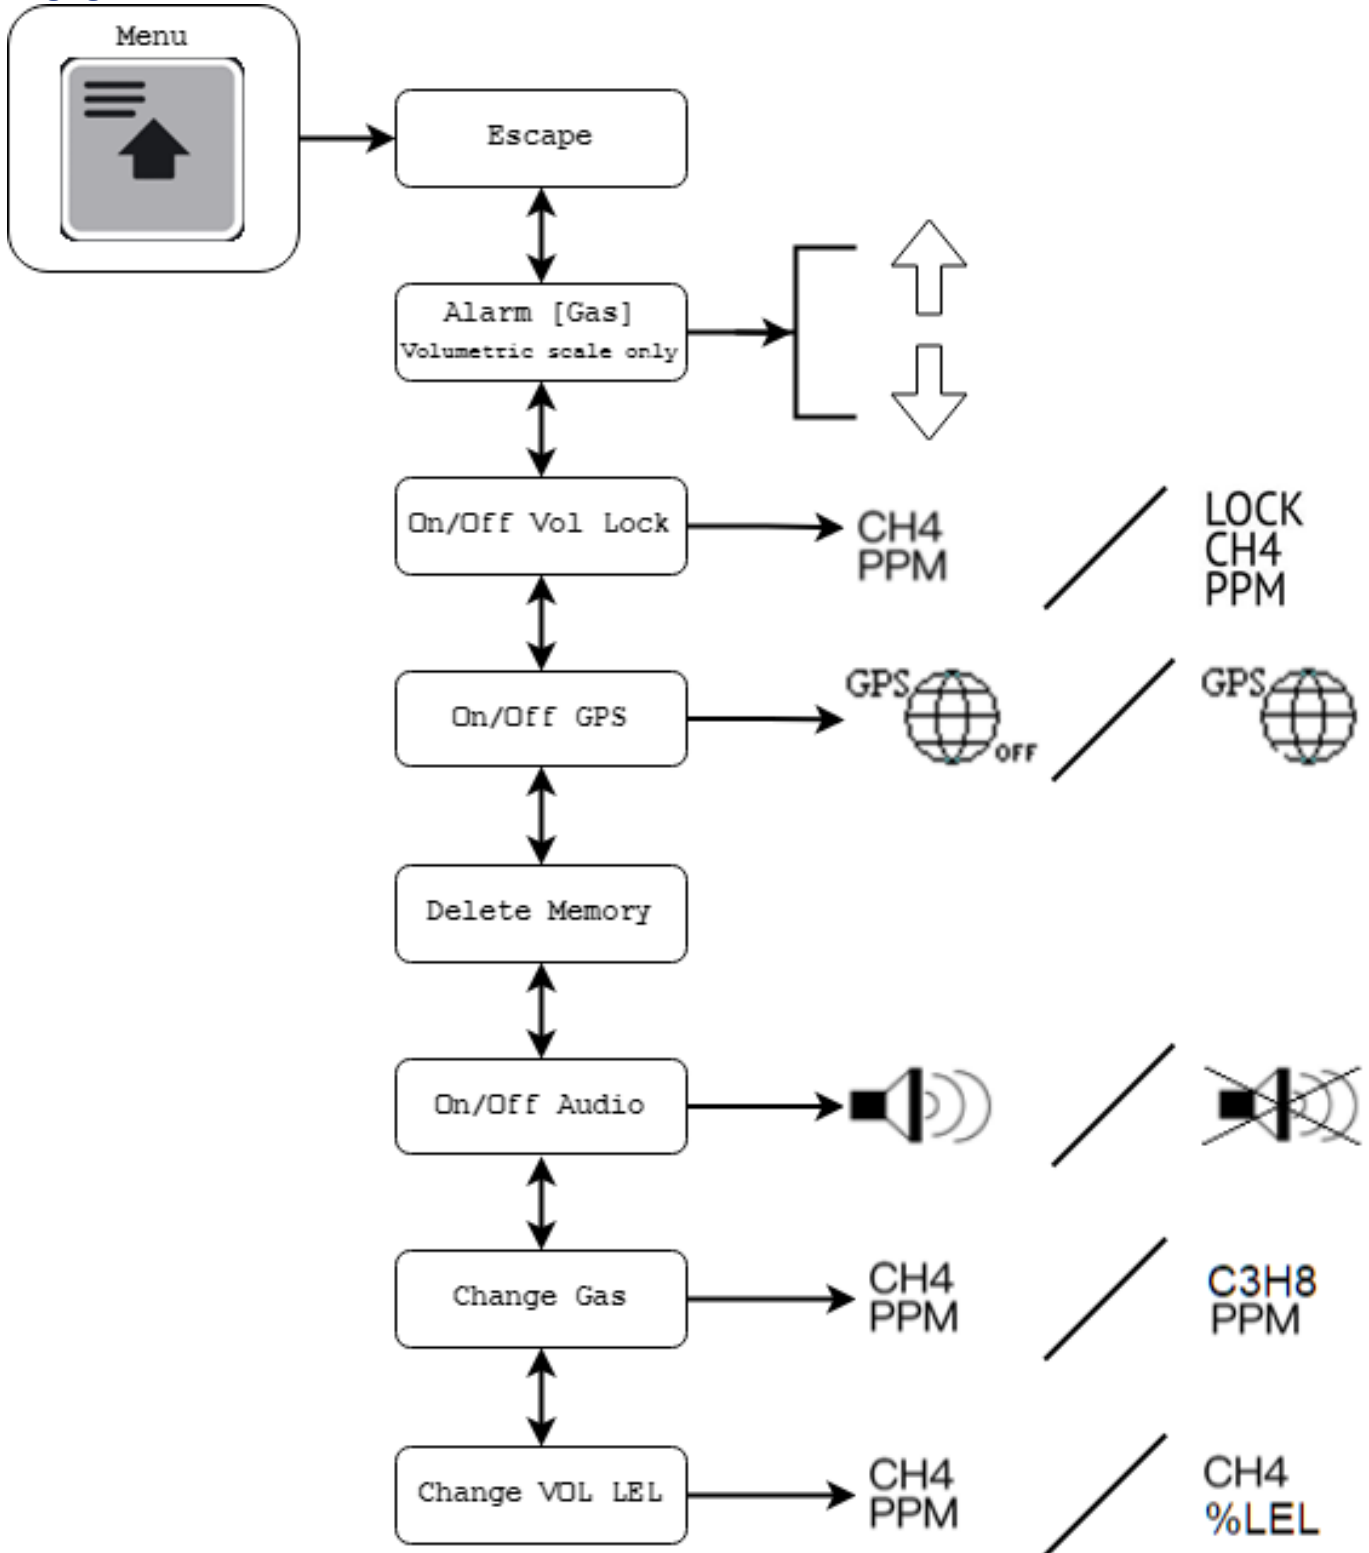 Menu
Escape
Alarm [Gas]
Volumetric scale only
On/Off Vol Lock
CH4
PPM
LOCK
CH4
PPM
On/Off GPS
GPS
OFF
GPS
Delete Memory
On/Off Audio
Change Gas
CH4
PPM
C3H8
PPM
Change VOL LEL
CH4
PPM
CH4
%LEL